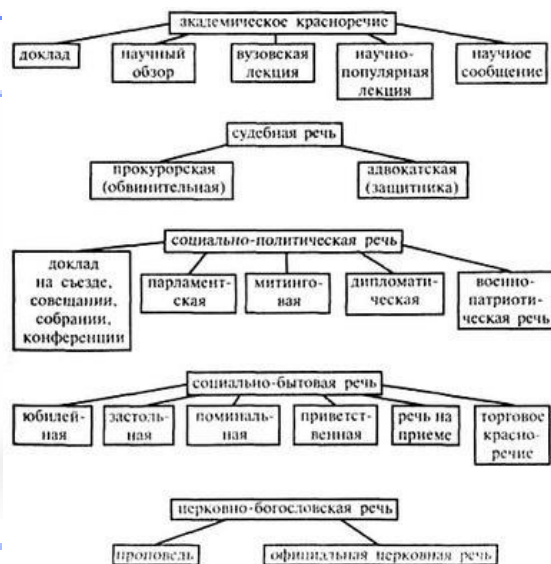 академическое красноречие
доклад
научный
обзор
вузовская
лекция
научно-
популярная
лекция
научное
сообщение
судебная речь
прокурорская
(обвинительная)
адвокатская
(защитника)
социально-политическая речь
доклад
на съезде,
совещании,
собрании,
конференции
парламент-
ская
митинго-
вая
дипломати-
ческая
военно-
патриоти-
ческая речь
социально-бытовая речь
юбилей-
ная
застоль-
ная
поминаль-
ная
приветст-
венная
речь на
приеме
торговое
красно-
речие
церковно-богословская речь
проповедь
официальная церковная речь